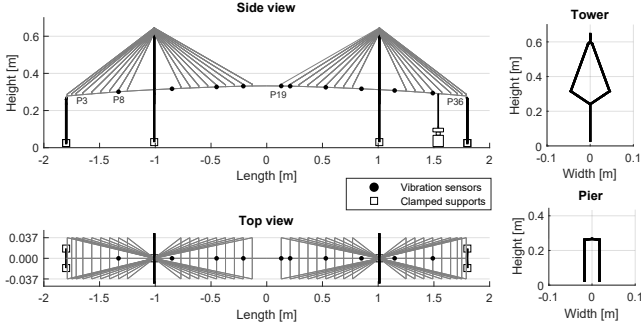 Side view
Height [m]
0.6
0.4
0.2
0
P3
P8
P19
P36
-2
-1.5
-1
-0.5
0
0.5
1
1.5
2
Length [m]
Vibration sensors
Clamped supports
Top view
0.037
0.000
-0.037
-2
-1.5
-1
-0.5
0
0.5
1
1.5
2
Length [m]
Tower
Height [m]
0.6
0.4
0.2
0
-0.1
0
0.1
Width [m]
Pier
Height [m]
0.4
0.2
0
-0.1
0
0.1
Width [m]